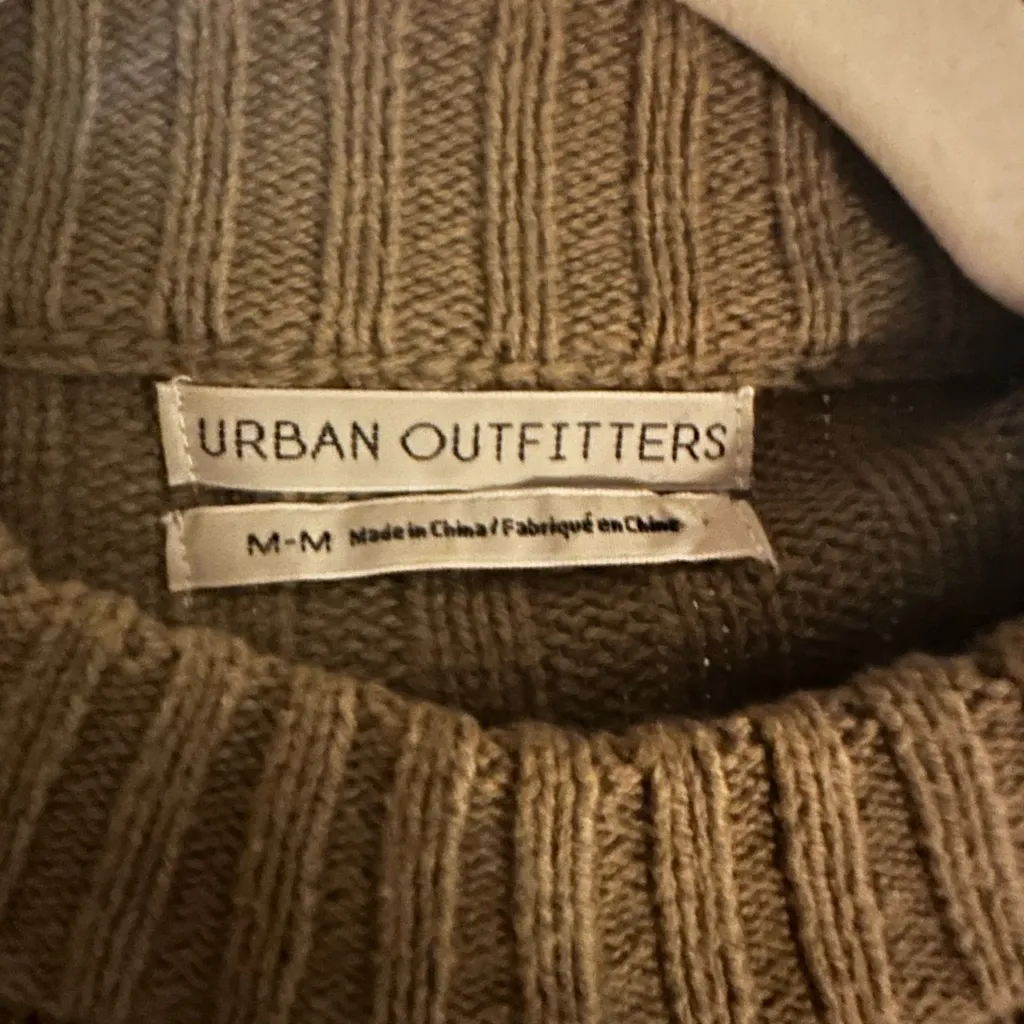 URBAN OUTFITTERS
M-M Made in China / Fabriqué en Chine